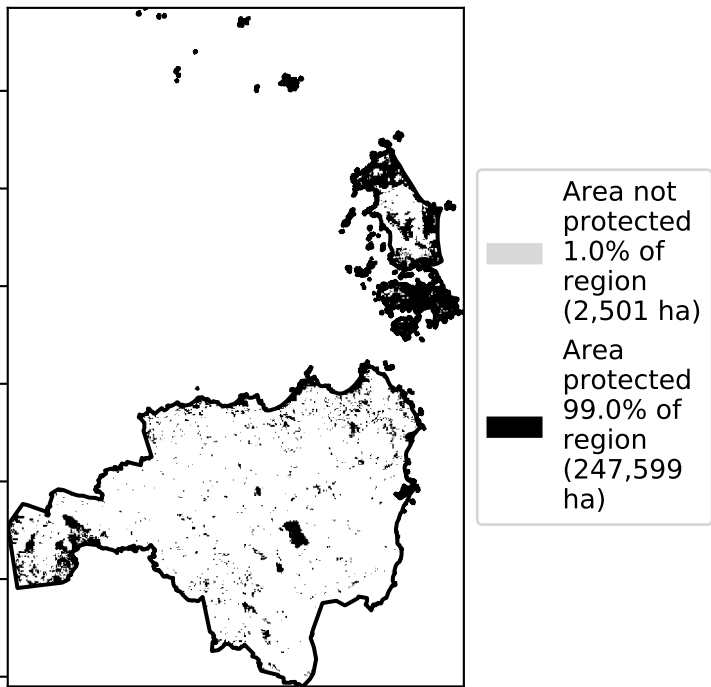 Area not
protected
1.0% of
region
(2,501 ha)
Area
protected
99.0% of
region
(247,599
ha)